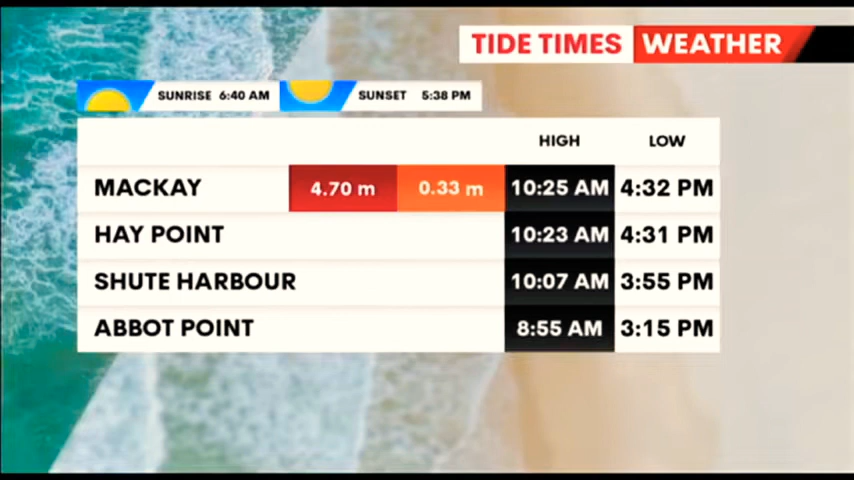 TIDE TIMES WEATHER
SUNRISE 6:40 AM SUNSET 5:38 PM
HIGH LOW
MACKAY 4.70 m 0.33 m 10:25 AM 4:32 PM
HAY POINT 10:23 AM 4:31 PM
SHUTE HARBOUR 10:07 AM 3:55 PM
ABBOT POINT 8:55 AM 3:15 PM